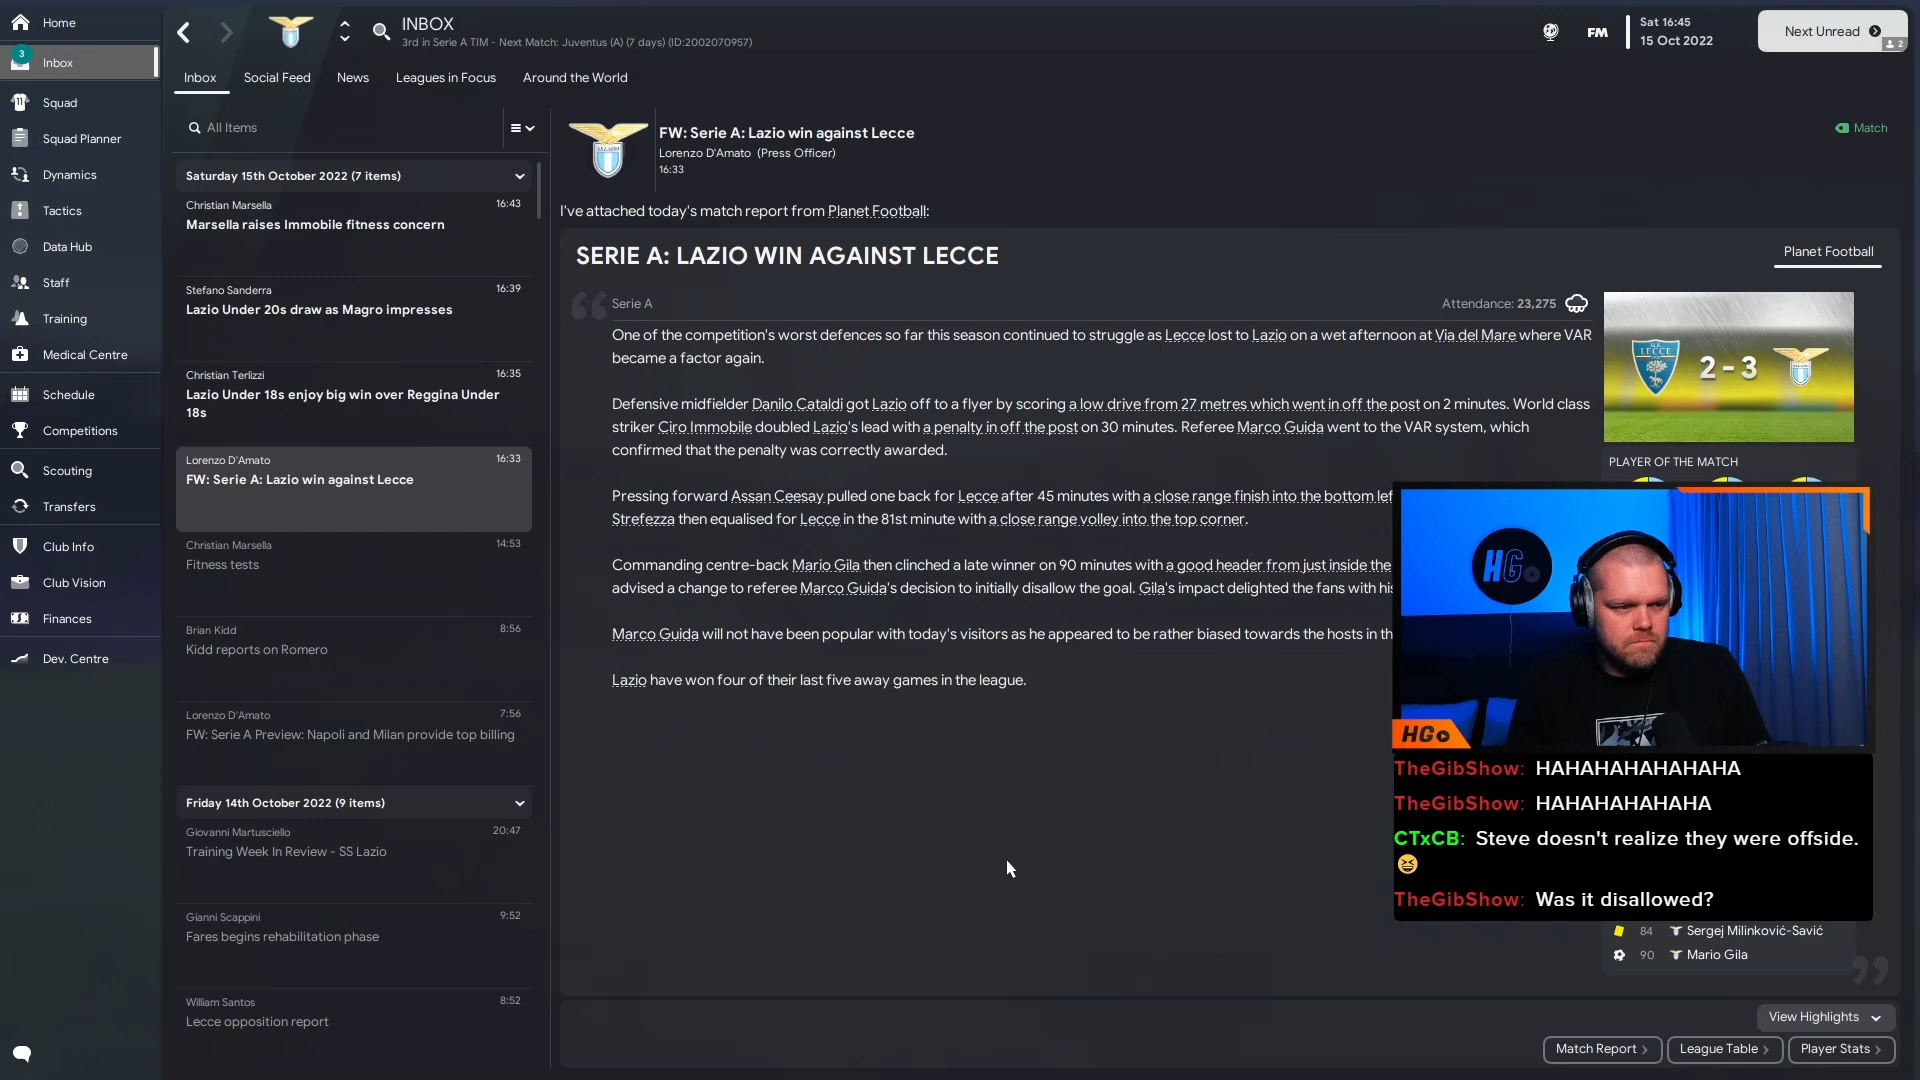 Home
3
Inbox
Squad
Squad Planner
Dynamics
Tactics
Data Hub
Staff
Training
Medical Centre
Schedule
Competitions
Scouting
Transfers
Club Info
Club Vision
Finances
Dev. Centre
INBOX
3rd in Serie A TIM - Next Match: Juventus (A) (7 days) (ID:2002070957)
FM
Sat 16:45
15 Oct 2022
Next Unread
2
Inbox
Social Feed
News
Leagues in Focus
Around the World
All Items
Saturday 15th October 2022 (7 items)
Christian Marsella 16:43
Marsella raises Immobile fitness concern
Stefano Sanderra 16:39
Lazio Under 20s draw as Magro impresses
Christian Terlizzi 16:35
Lazio Under 18s enjoy big win over Reggina Under
18s
Lorenzo D'Amato 16:33
FW: Serie A: Lazio win against Lecce
Christian Marsella 14:53
Fitness tests
Brian Kidd 8:56
Kidd reports on Romero
Lorenzo D'Amato 7:56
FW: Serie A Preview: Napoli and Milan provide top billing
Friday 14th October 2022 (9 items)
Giovanni Martusciello 20:47
Training Week In Review - SS Lazio
Gianni Scappini 9:52
Fares begins rehabilitation phase
William Santos 8:52
Lecce opposition report
FW: Serie A: Lazio win against Lecce
Lorenzo D'Amato (Press Officer)
16:33
Match
I've attached today's match report from Planet Football:
SERIE A: LAZIO WIN AGAINST LECCE
Planet Football
Serie A
Attendance: 23,275
One of the competition's worst defences so far this season continued to struggle as Lecce lost to Lazio on a wet afternoon at Via del Mare where VAR
became a factor again.
Defensive midfielder Danilo Cataldi got Lazio off to a flyer by scoring a low drive from 27 metres which went in off the post on 2 minutes. World class
striker Ciro Immobile doubled Lazio's lead with a penalty in off the post on 30 minutes. Referee Marco Guida went to the VAR system, which
confirmed that the penalty was correctly awarded.
Pressing forward Assan Ceesay pulled one back for Lecce after 45 minutes with a close range finish into the bottom lef
Strefezza then equalised for Lecce in the 81st minute with a close range volley into the top corner.
Commanding centre-back Mario Gila then clinched a late winner on 90 minutes with a good header from just inside the
advised a change to referee Marco Guida's decision to initially disallow the goal. Gila's impact delighted the fans with his
Marco Guida will not have been popular with today's visitors as he appeared to be rather biased towards the hosts in th
Lazio have won four of their last five away games in the league.
2 - 3
U.S. LECCE
PLAYER OF THE MATCH
HG
HG
TheGibShow: HAHAHAHAHAHAHA
TheGibShow: HAHAHAHAHAHA
CTxCB: Steve doesn't realize they were offside.
TheGibShow: Was it disallowed?
84 Sergej Milinković-Savić
90 Mario Gila
View Highlights
Match Report
League Table
Player Stats